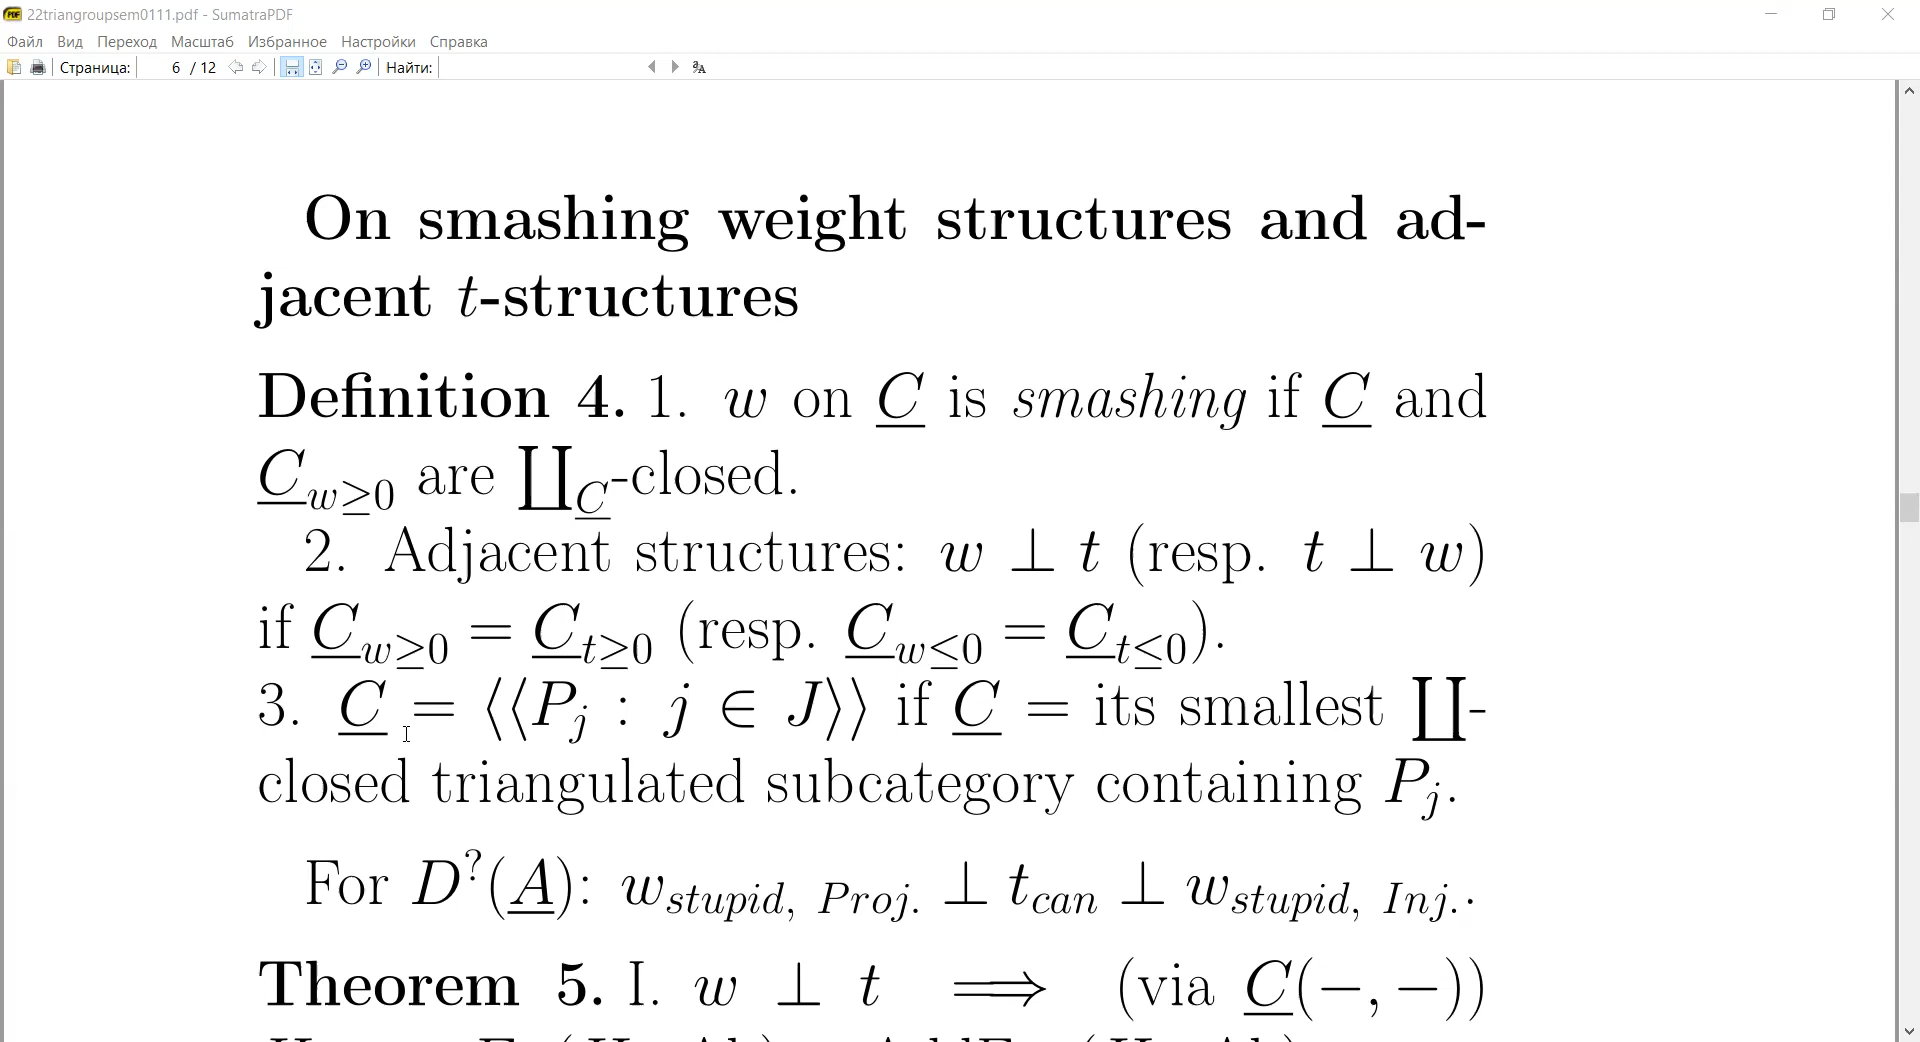 22triangroupsem0111.pdf - SumatraPDF
Файл Вид Переход Масштаб Избранное Настройки Справка
Страница: 6 / 12 Найти:
On smashing weight structures and ad-
jacent t-structures
Definition 4. 1. w on C is smashing if C and
C_{w≥0} are ∐_C-closed.
2. Adjacent structures: w ⊥ t (resp. t ⊥ w)
if C_{w≥0} = C_{t≥0} (resp. C_{w≤0} = C_{t≤0}).
3. C = ⟨⟨P_j : j ∈ J⟩⟩ if C = its smallest ∐-
closed triangulated subcategory containing P_j.
For D^?(A): w_{stupid, Proj.} ⊥ t_{can} ⊥ w_{stupid, Inj.}.
Theorem 5. I. w ⊥ t ⟹ (via C(−, −))